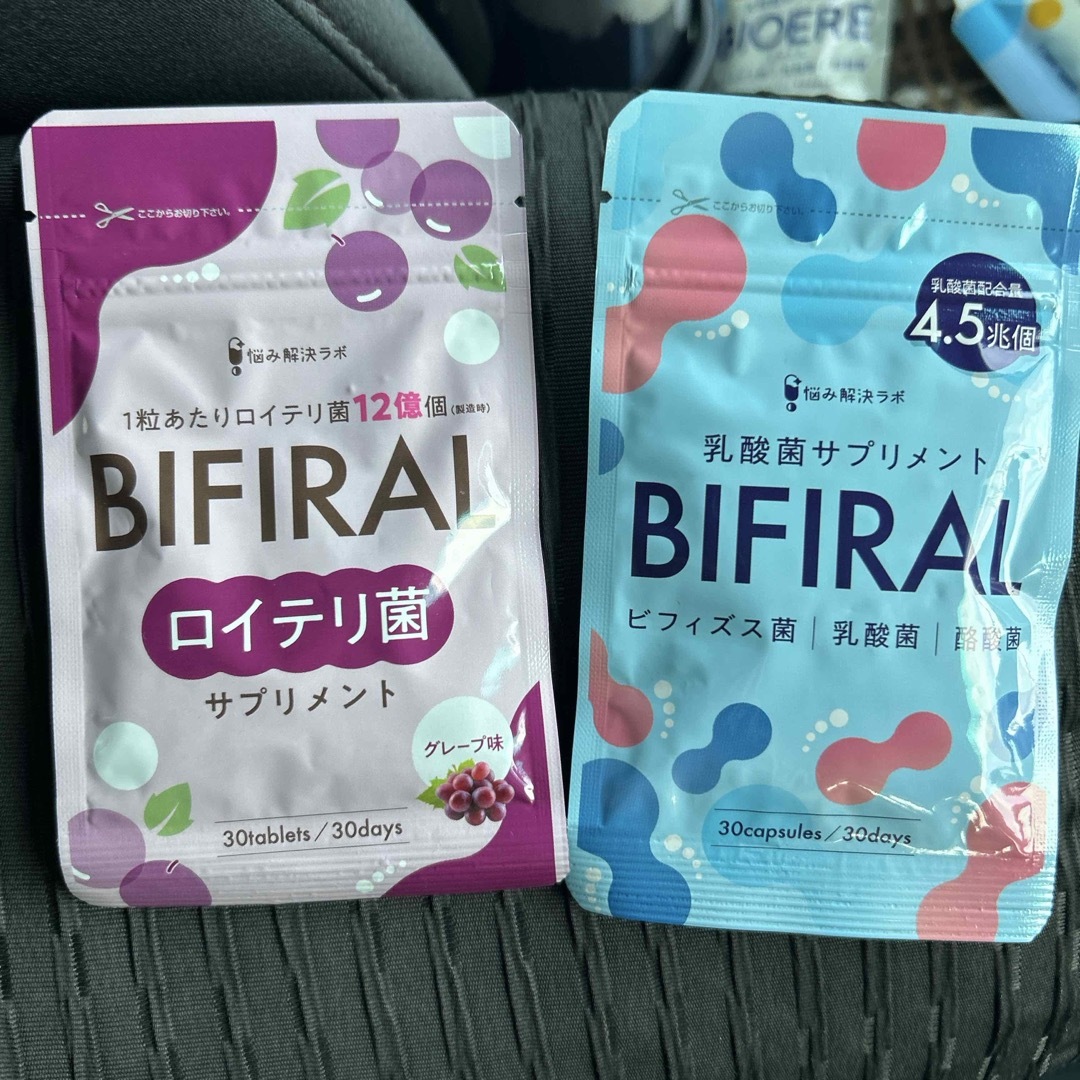 ここからお切り下さい。
悩み解決ラボ
1粒あたりロイテリ菌12億個(製造時)
BIFIRAL
ロイテリ菌
サプリメント
グレープ味
30tablets/30days
ここからお切り下さい。
乳酸菌配合量
4.5兆個
悩み解決ラボ
乳酸菌サプリメント
BIFIRAL
ビフィズス菌|乳酸菌|酪酸菌
30capsules/30days
BIOERE